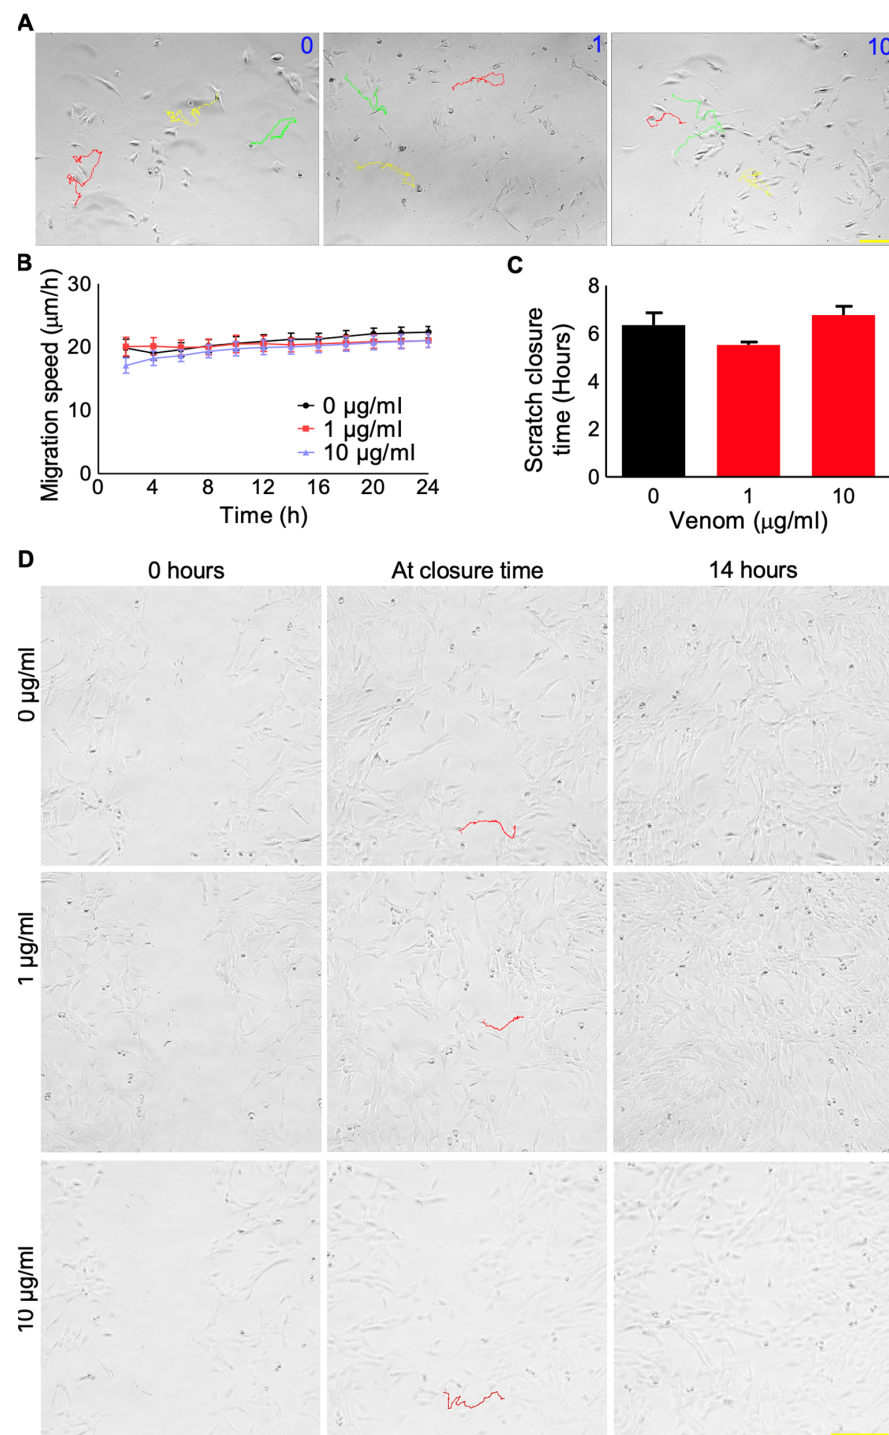 A
0
1
10
B
Migration speed (μm/h)
30
20
10
0
0 μg/ml
1 μg/ml
10 μg/ml
0 4 8 12 16 20 24
Time (h)
C
Scratch closure
time (Hours)
8
6
4
2
0
0 1 10
Venom (μg/ml)
D
0 hours At closure time 14 hours
0 μg/ml
1 μg/ml
10 μg/ml